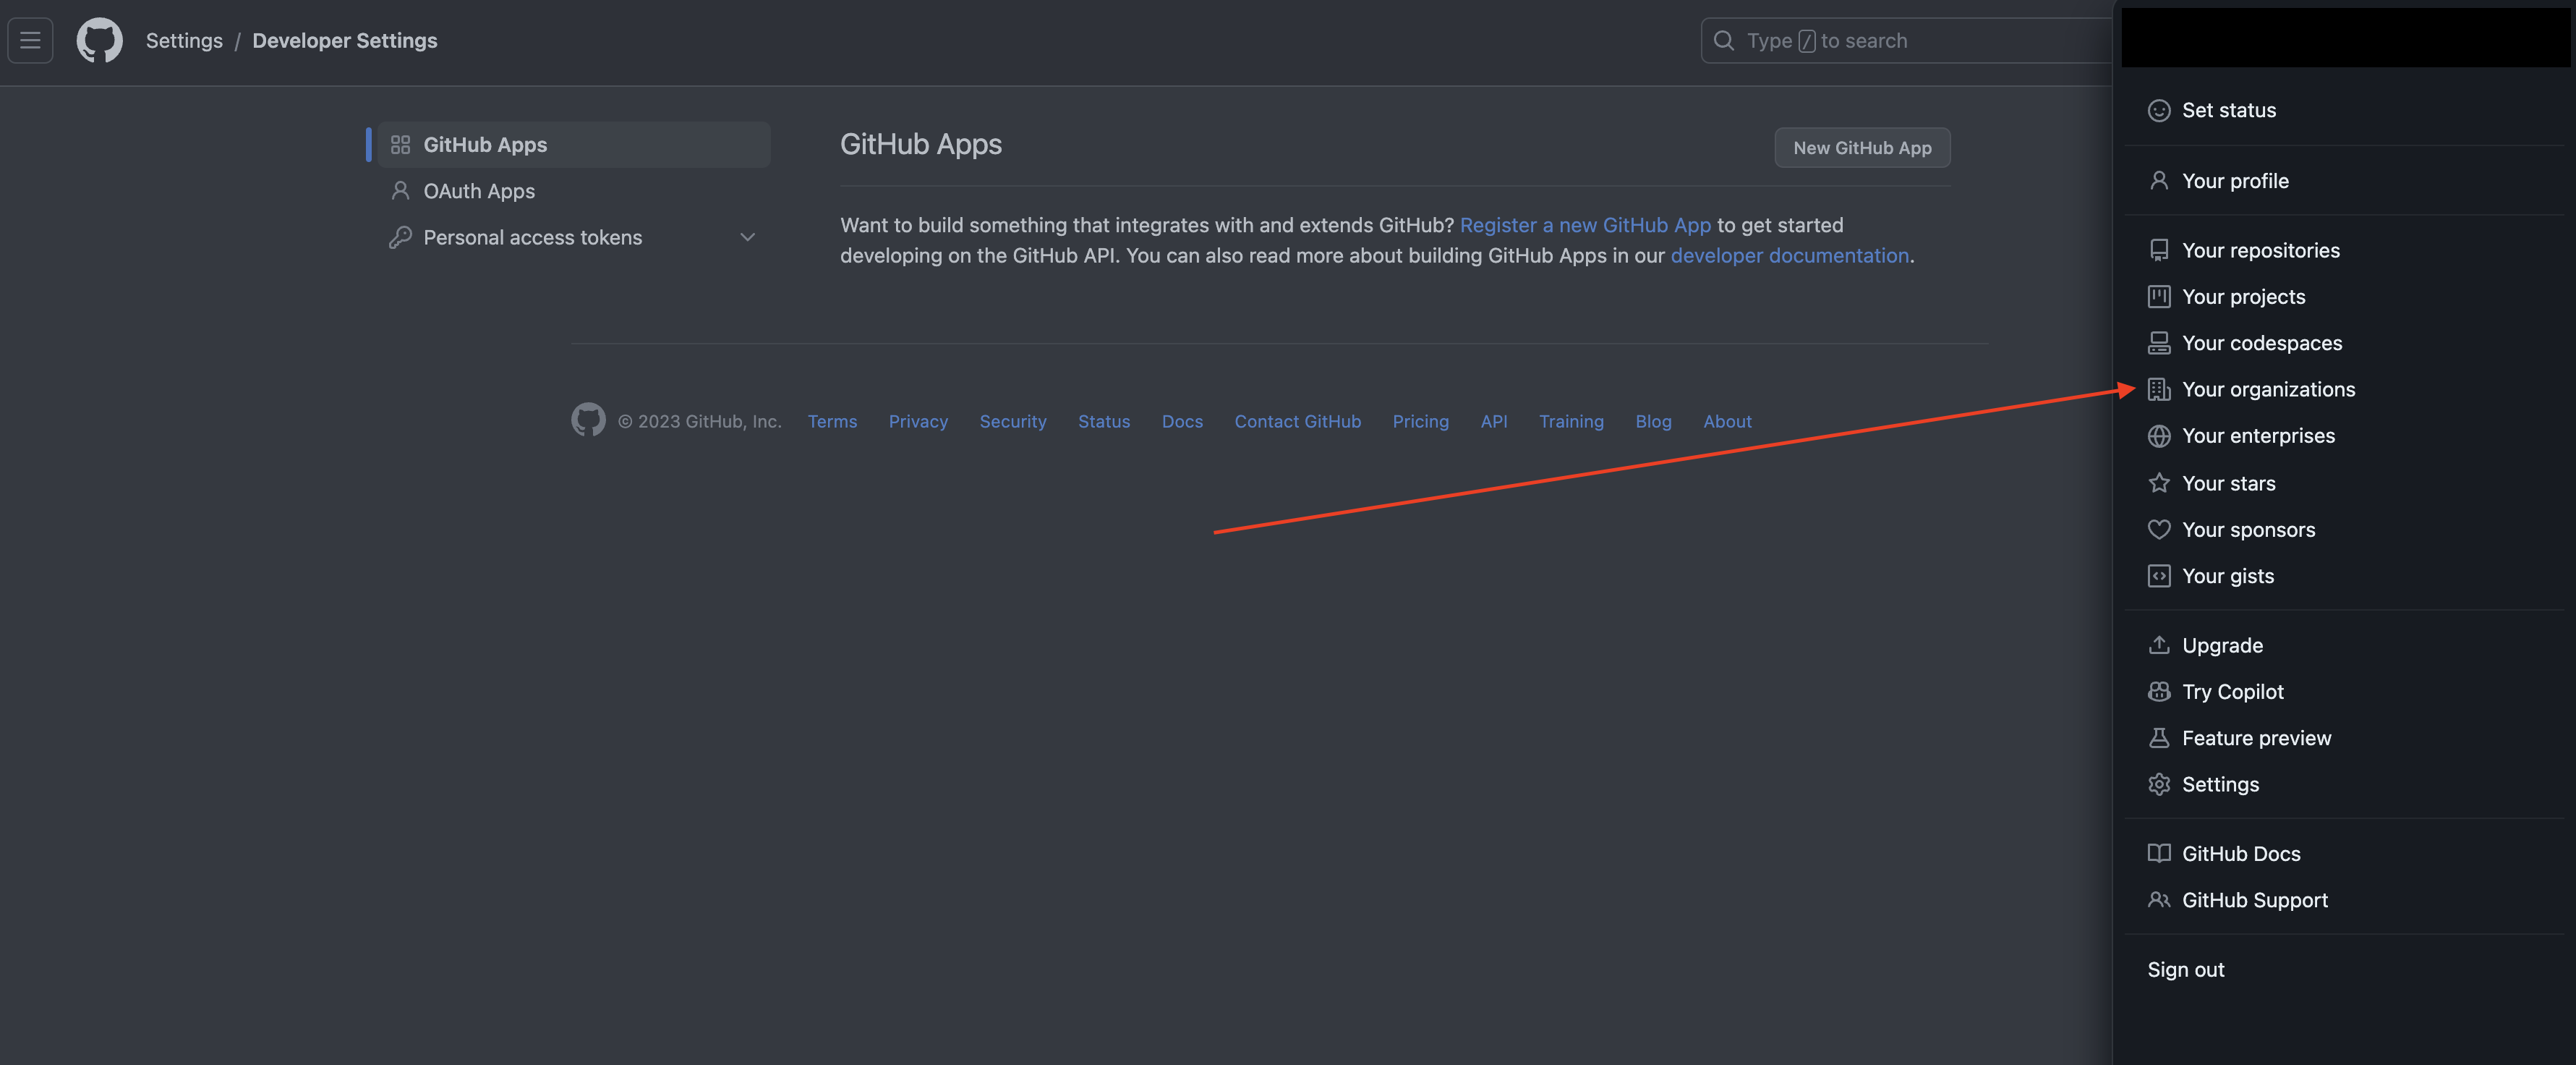 Settings / Developer Settings
Type / to search
GitHub Apps
OAuth Apps
Personal access tokens
GitHub Apps
New GitHub App
Want to build something that integrates with and extends GitHub? Register a new GitHub App to get started
developing on the GitHub API. You can also read more about building GitHub Apps in our developer documentation.
© 2023 GitHub, Inc. Terms Privacy Security Status Docs Contact GitHub Pricing API Training Blog About
Set status
Your profile
Your repositories
Your projects
Your codespaces
Your organizations
Your enterprises
Your stars
Your sponsors
Your gists
Upgrade
Try Copilot
Feature preview
Settings
GitHub Docs
GitHub Support
Sign out